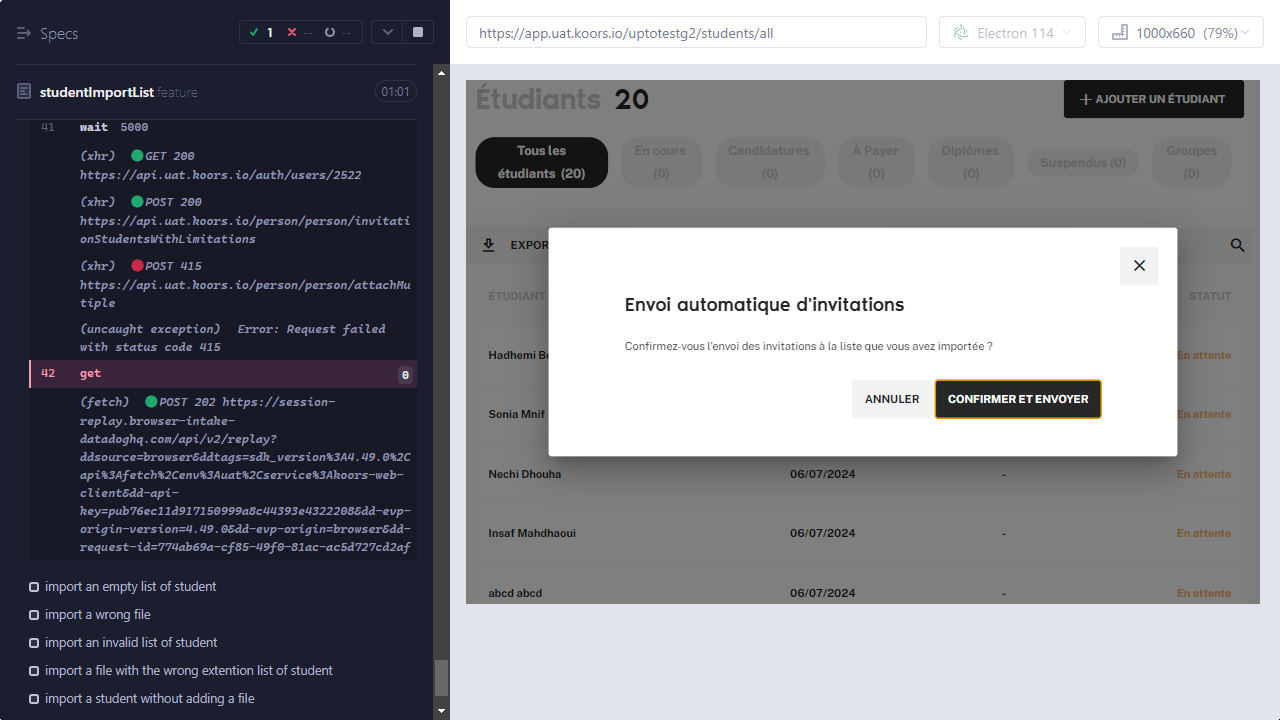 Specs
1
--
--
studentImportList.feature
01:01
41 wait 5000
(xhr) GET 200
https://api.uat.koors.io/auth/users/2522
(xhr) POST 200
https://api.uat.koors.io/person/person/invitati
onStudentsWithLimitations
(xhr) POST 415
https://api.uat.koors.io/person/person/attachMu
tiple
(uncaught exception) Error: Request failed
with status code 415
42 get 0
(fetch) POST 202 https://session-
replay.browser-intake-
datadoghq.com/api/v2/replay?
ddsource=browser&ddtags=sdk_version%3A4.49.0%2C
api%3Afetch%2Cenv%3Auat%2Cservice%3Akoors-web-
client&dd-api-
key=pub76ec11d917150999a8c44393e4322208&dd-evp-
origin-version=4.49.0&dd-evp-origin=browser&dd-
request-id=774ab69a-cf85-49f0-81ac-ac5d727cd2af
import an empty list of student
import a wrong file
import an invalid list of student
import a file with the wrong extention list of student
import a student without adding a file
https://app.uat.koors.io/uptotestg2/students/all
Electron 114
1000x660 (79%)
Étudiants 20
+ AJOUTER UN ÉTUDIANT
Tous les
étudiants (20)
En cours
(0)
Candidatures
(0)
À Payer
(0)
Diplômes
(0)
Suspendus (0)
Groupes
(0)
EXPOR
ÉTUDIANT
STATUT
Envoi automatique d'invitations
Confirmez-vous l'envoi des invitations à la liste que vous avez importée ?
ANNULER
CONFIRMER ET ENVOYER
Hadhemi Be
En attente
Sonia Mnif
En attente
Nechi Dhouha 06/07/2024 - En attente
Insaf Mahdhaoui 06/07/2024 - En attente
abcd abcd 06/07/2024 - En attente